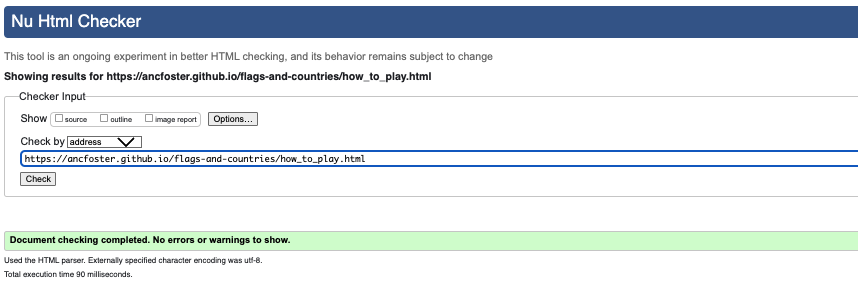 Nu Html Checker
This tool is an ongoing experiment in better HTML checking, and its behavior remains subject to change
Showing results for https://ancfoster.github.io/flags-and-countries/how_to_play.html
Checker Input
Show source outline image report Options...
Check by address
https://ancfoster.github.io/flags-and-countries/how_to_play.html
Check
Document checking completed. No errors or warnings to show.
Used the HTML parser. Externally specified character encoding was utf-8.
Total execution time 90 milliseconds.